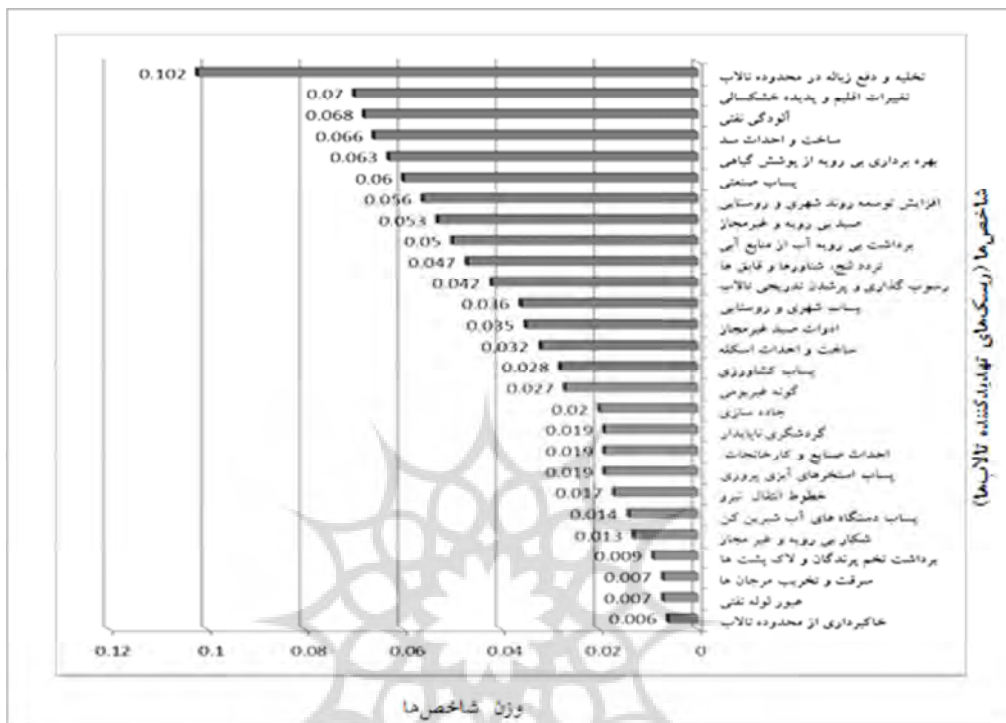 0.102 تخلیه و دفع زباله در محدوده تالاب
0.07 تغییرات اقلیم و پدیده خشکسالی
0.068 آلودگی نفتی
0.066 ساخت و احداث سد
0.063 بهره برداری بی رویه از پوشش گیاهی
0.06 پساب صنعتی
0.056 افزایش توسعه روند شهری و روستایی
0.053 صید بی رویه و غیرمجاز
0.05 برداشت بی رویه آب از منابع آبی
0.047 تردد لنج، شناورها و قایق ها
0.042 رسوب گذاری و پرشدن تدریجی تالاب
0.036 پساب شهری و روستایی
0.035 ادوات صید غیرمجاز
0.032 ساخت و احداث اسکله
0.028 پساب کشاورزی
0.027 گونه غیربومی
0.02 جاده سازی
0.019 گردشگری ناپایدار
0.019 احداث صنایع و کارخانجات
0.019 پساب استخرهای آبزی پروری
0.017 خطوط انتقال نیرو
0.014 پساب دستگاه های آب شیرین کن
0.013 شکار بی رویه و غیر مجاز
0.009 برداشت تخم پرندگان و لاک پشت ها
0.007 سرقت و تخریب مرجان ها
0.007 عبور لوله نفتی
0.006 خاکبرداری از محدوده تالاب
0.12 0.1 0.08 0.06 0.04 0.02 0
وزن شاخص‌ها
شاخص‌ها (ریسک‌های تهدیدکننده تالاب‌ها)